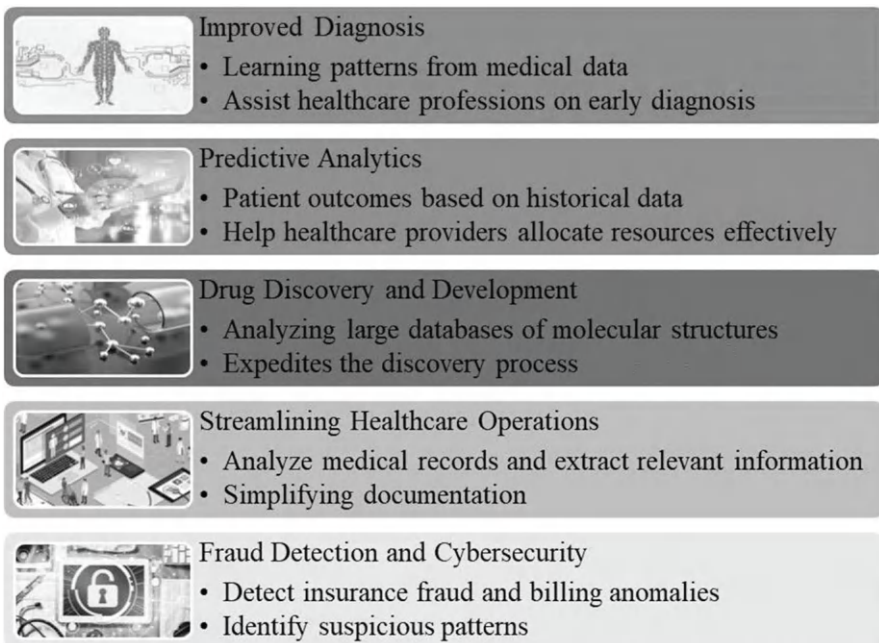 Improved Diagnosis
• Learning patterns from medical data
• Assist healthcare professions on early diagnosis
Predictive Analytics
• Patient outcomes based on historical data
• Help healthcare providers allocate resources effectively
Drug Discovery and Development
• Analyzing large databases of molecular structures
• Expedites the discovery process
Streamlining Healthcare Operations
• Analyze medical records and extract relevant information
• Simplifying documentation
Fraud Detection and Cybersecurity
• Detect insurance fraud and billing anomalies
• Identify suspicious patterns